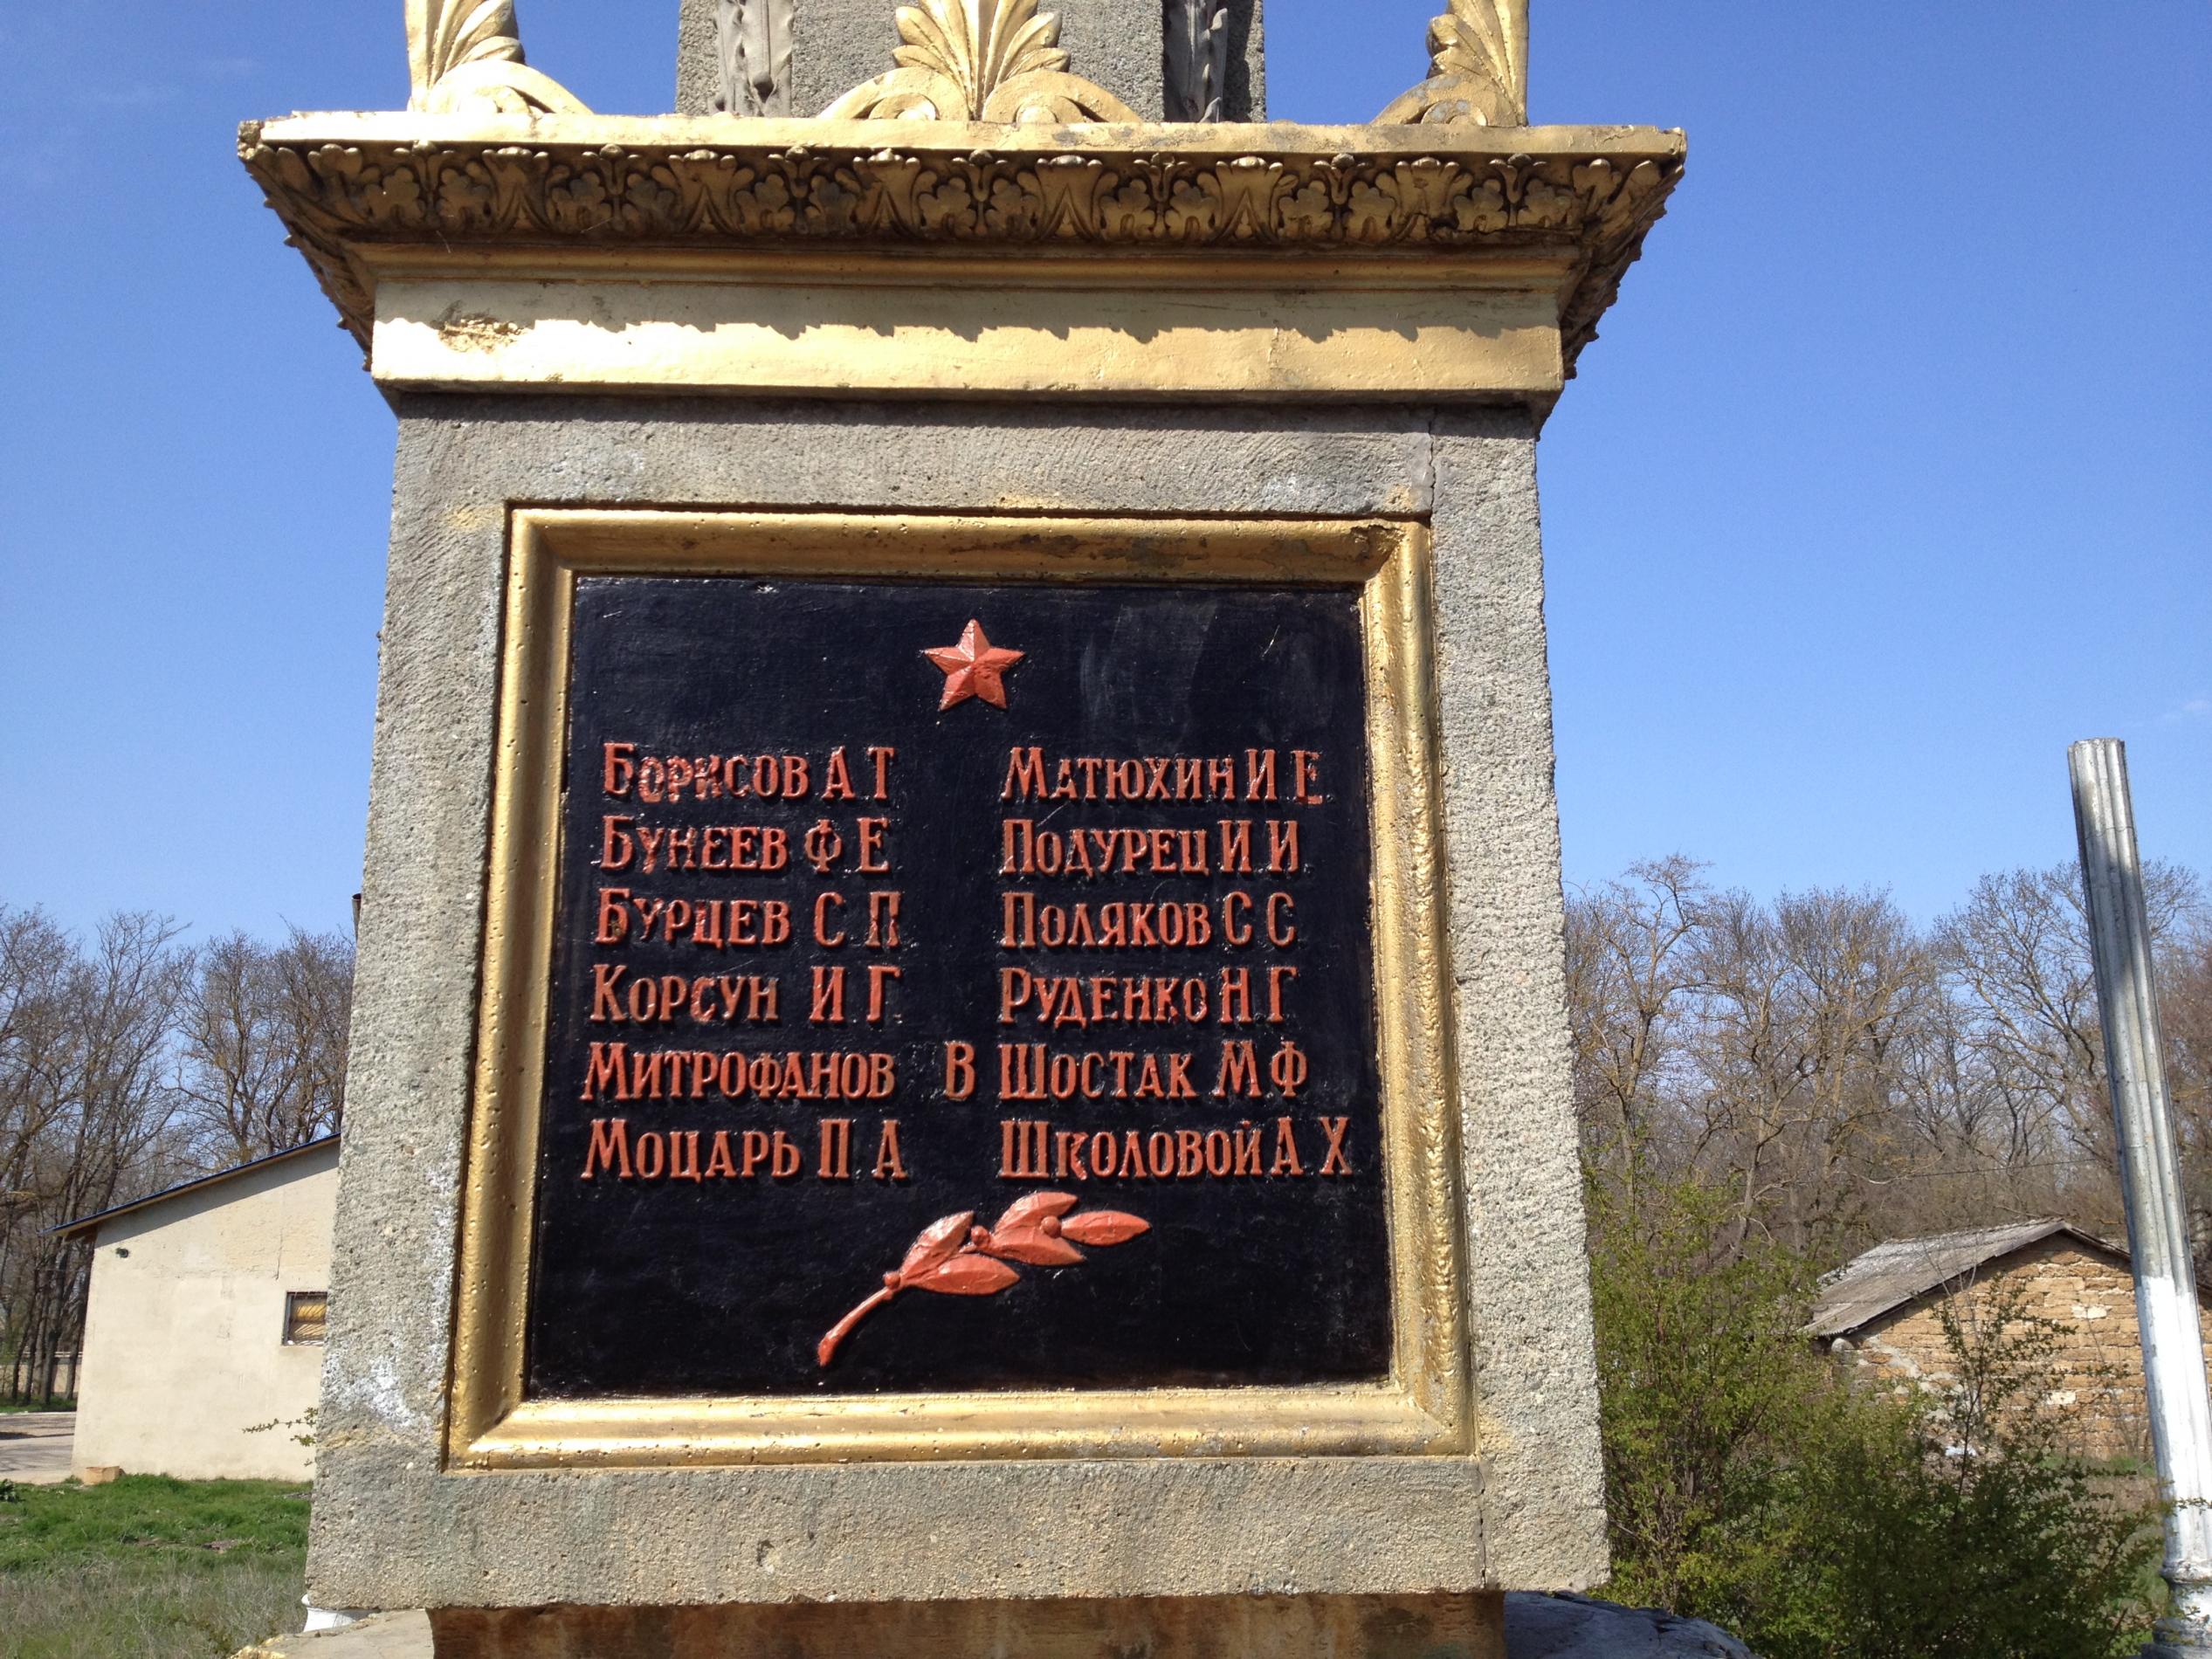 Борисов А.Т
Бунеев Ф Е
Бурцев С П
Корсун И.Г.
Митрофанов В
Моцарь П А
Матюхин И Е
Подурец И И
Поляков С С
Руденко Н.Г
Шостак М Ф
Школовой А Х